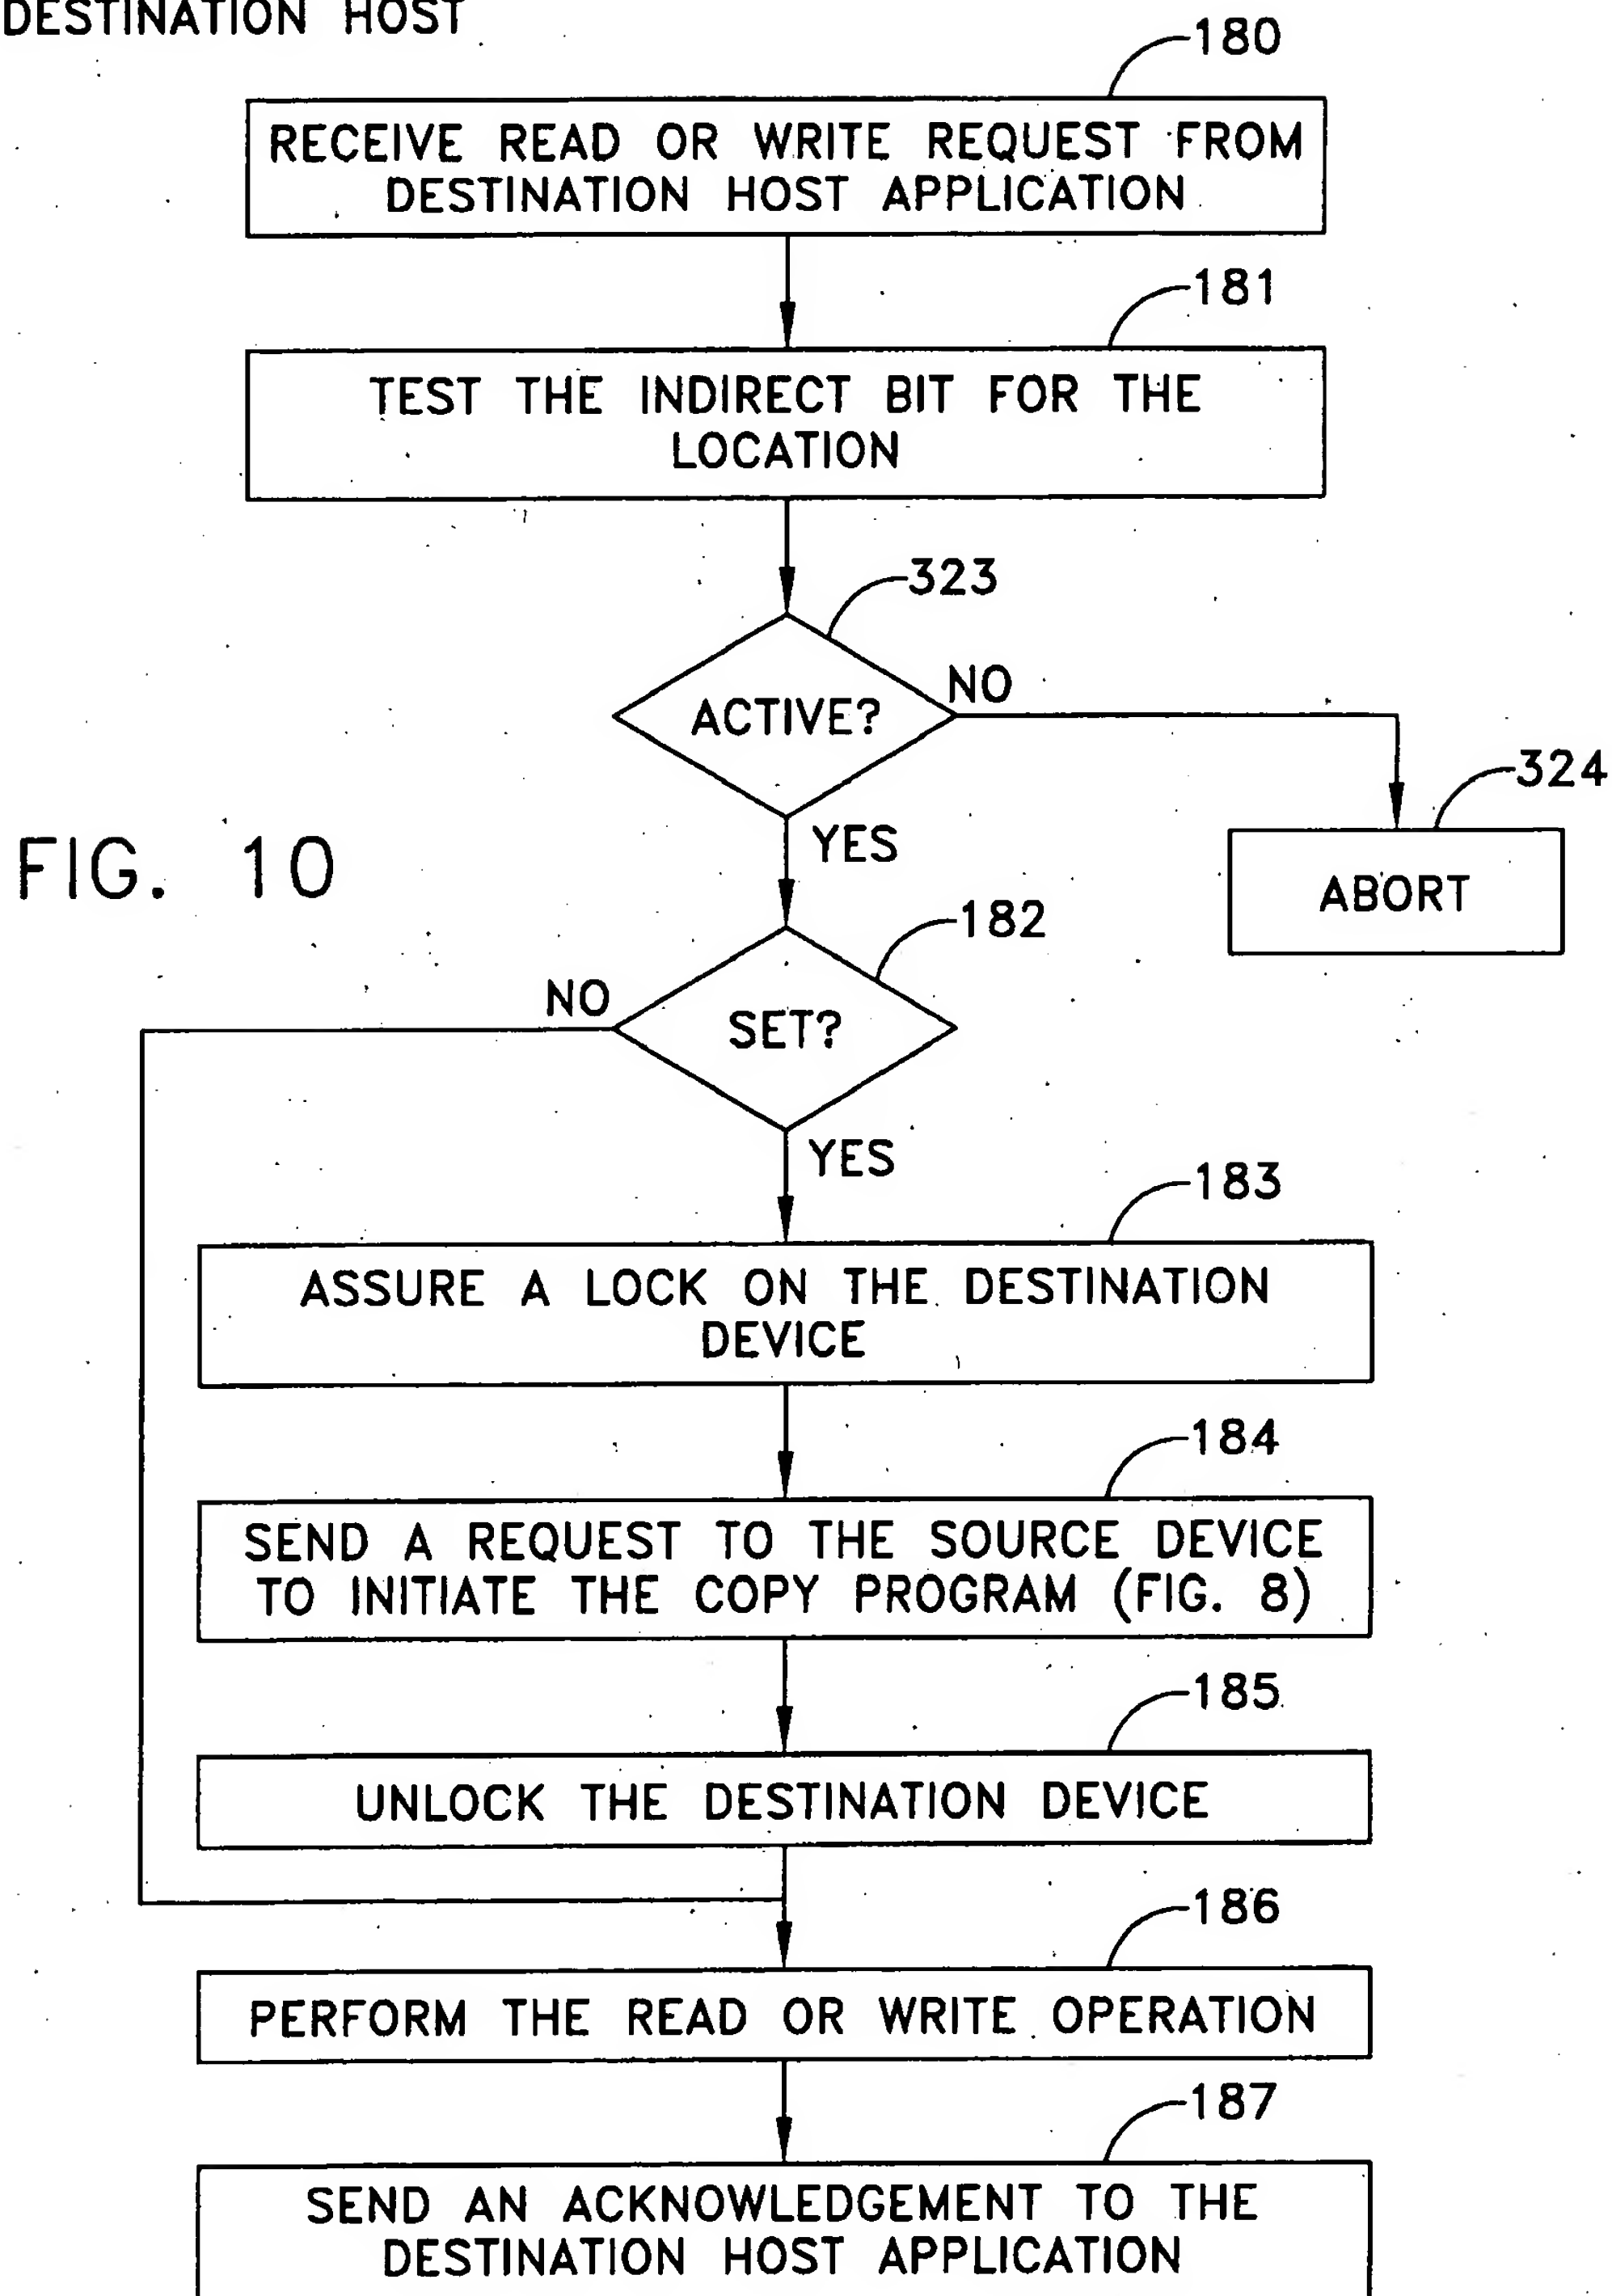 DESTINATION HOST
180
RECEIVE READ OR WRITE REQUEST FROM
DESTINATION HOST APPLICATION
181
TEST THE INDIRECT BIT FOR THE
LOCATION
323
ACTIVE?
NO
324
YES
ABORT
FIG. 10
182
NO
SET?
YES
183
ASSURE A LOCK ON THE DESTINATION
DEVICE
184
SEND A REQUEST TO THE SOURCE DEVICE
TO INITIATE THE COPY PROGRAM (FIG. 8)
185
UNLOCK THE DESTINATION DEVICE
186
PERFORM THE READ OR WRITE OPERATION
187
SEND AN ACKNOWLEDGEMENT TO THE
DESTINATION HOST APPLICATION